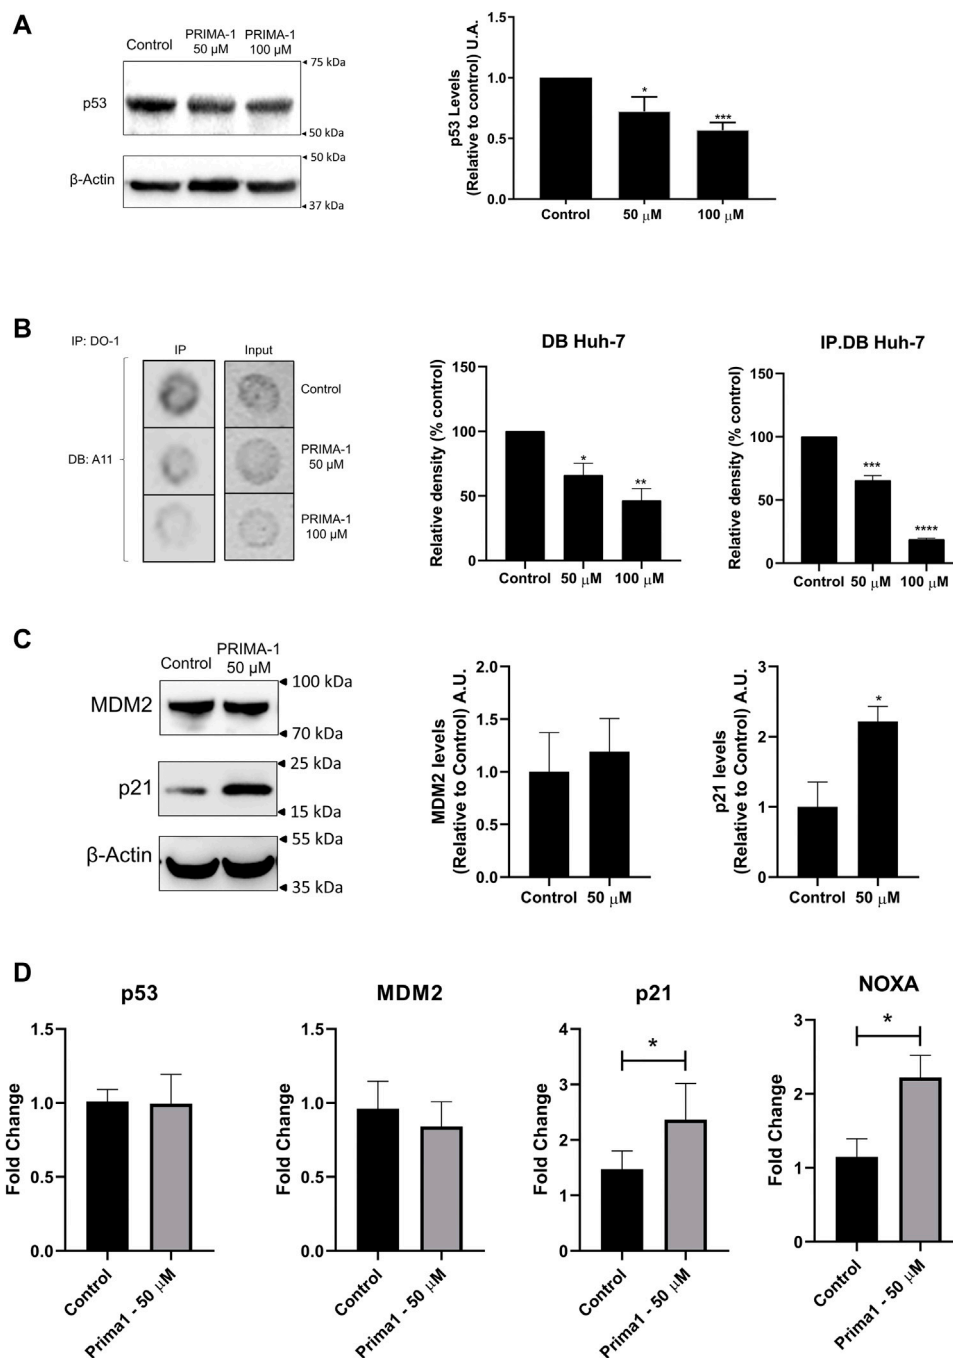 A
Control
PRIMA-1
50 μM
PRIMA-1
100 μM
75 kDa
p53
50 kDa
50 kDa
β-Actin
37 kDa
p53 Levels
(Relative to control) U.A.
1.5
1.0
0.5
0.0
*
***
Control
50 μM
100 μM
B
IP: DO-1
IP
Input
Control
DB: A11
PRIMA-1
50 μM
PRIMA-1
100 μM
DB Huh-7
Relative density (% control)
150
100
50
0
*
**
Control
50 μM
100 μM
IP.DB Huh-7
Relative density (% control)
150
100
50
0
***
****
Control
50 μM
100 μM
C
Control
PRIMA-1
50 μM
100 kDa
MDM2
70 kDa
25 kDa
p21
15 kDa
55 kDa
β-Actin
35 kDa
MDM2 levels
(Relative to Control) A.U.
2.0
1.5
1.0
0.5
0.0
Control
50 μM
p21 levels
(Relative to Control) A.U.
3
2
1
0
*
Control
50 μM
D
p53
Fold Change
1.5
1.0
0.5
0.0
Control
Prima1 - 50 μM
MDM2
Fold Change
1.5
1.0
0.5
0.0
Control
Prima1 - 50 μM
p21
Fold Change
4
3
2
1
0
*
Control
Prima1 - 50 μM
NOXA
Fold Change
3
2
1
0
*
Control
Prima1 - 50 μM